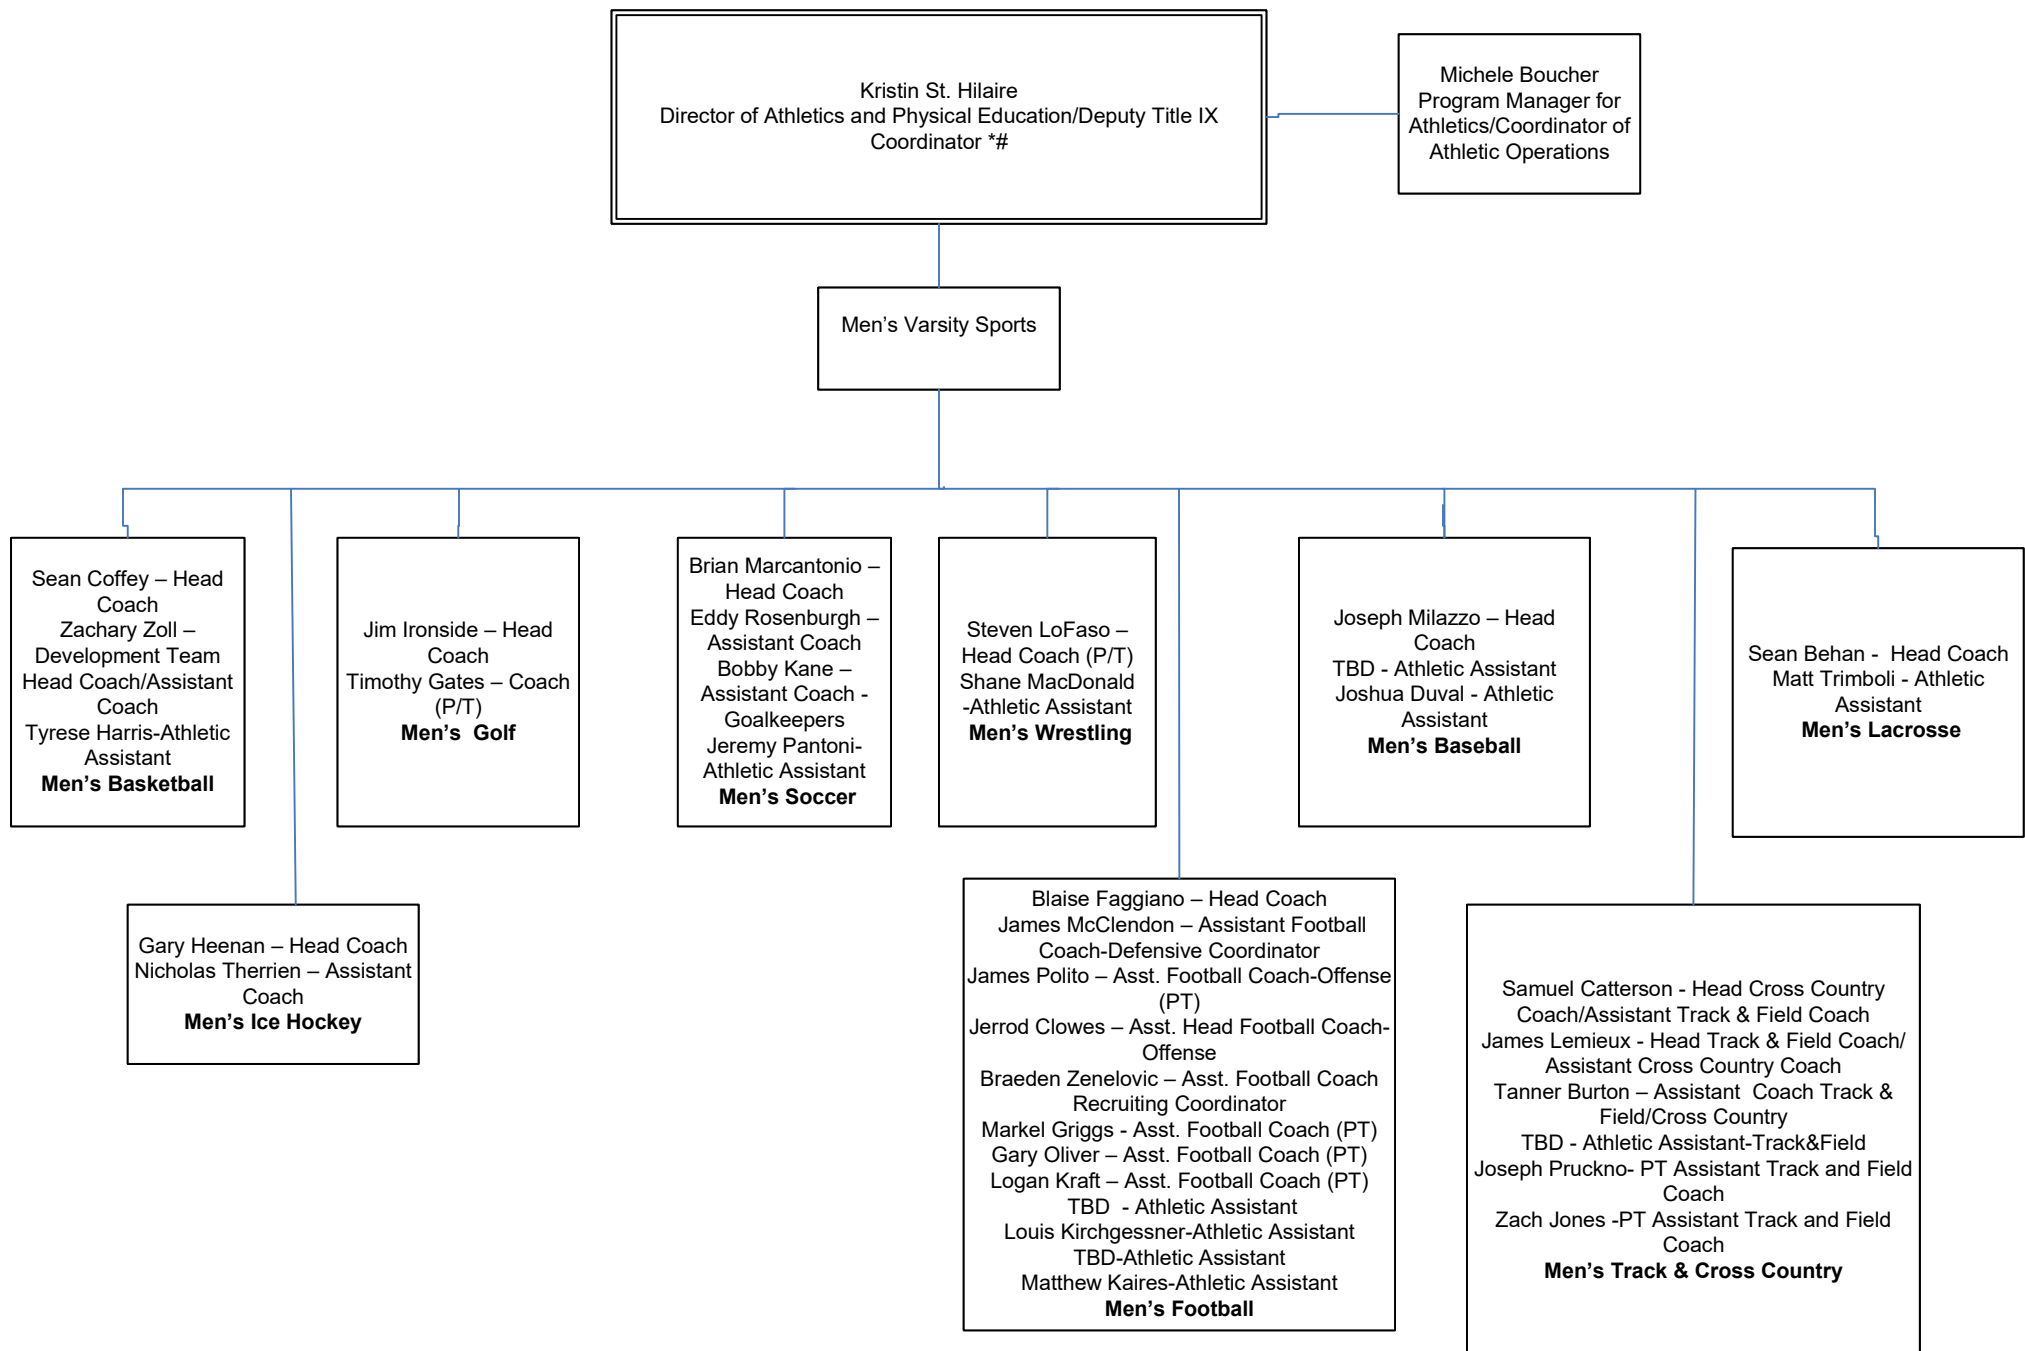 Kristin St. Hilaire
Director of Athletics and Physical Education/Deputy Title IX
Coordinator *#
Michele Boucher
Program Manager for
Athletics/Coordinator of
Athletic Operations
Men’s Varsity Sports
Sean Coffey – Head
Coach
Zachary Zoll –
Development Team
Head Coach/Assistant
Coach
Tyrese Harris-Athletic
Assistant
Men’s Basketball
Jim Ironside – Head
Coach
Timothy Gates – Coach
(P/T)
Men’s  Golf
Brian Marcantonio –
Head Coach
Eddy Rosenburgh –
Assistant Coach
Bobby Kane –
Assistant Coach -
Goalkeepers
Jeremy Pantoni-
Athletic Assistant
Men’s Soccer
Steven LoFaso –
Head Coach (P/T)
Shane MacDonald
-Athletic Assistant
Men’s Wrestling
Joseph Milazzo – Head
Coach
TBD - Athletic Assistant
Joshua Duval - Athletic
Assistant
Men’s Baseball
Sean Behan -  Head Coach
Matt Trimboli - Athletic
Assistant
Men’s Lacrosse
Gary Heenan – Head Coach
Nicholas Therrien – Assistant
Coach
Men’s Ice Hockey
Blaise Faggiano – Head Coach
James McClendon – Assistant Football
Coach-Defensive Coordinator
James Polito – Asst. Football Coach-Offense
(PT)
Jerrod Clowes – Asst. Head Football Coach-
Offense
Braeden Zenelovic – Asst. Football Coach
Recruiting Coordinator
Markel Griggs - Asst. Football Coach (PT)
Gary Oliver – Asst. Football Coach (PT)
Logan Kraft – Asst. Football Coach (PT)
TBD  - Athletic Assistant
Louis Kirchgessner-Athletic Assistant
TBD-Athletic Assistant
Matthew Kaires-Athletic Assistant
Men’s Football
Samuel Catterson - Head Cross Country
Coach/Assistant Track & Field Coach
James Lemieux - Head Track & Field Coach/
Assistant Cross Country Coach
Tanner Burton – Assistant  Coach Track &
Field/Cross Country
TBD - Athletic Assistant-Track&Field
Joseph Pruckno- PT Assistant Track and Field
Coach
Zach Jones -PT Assistant Track and Field
Coach
Men’s Track & Cross Country